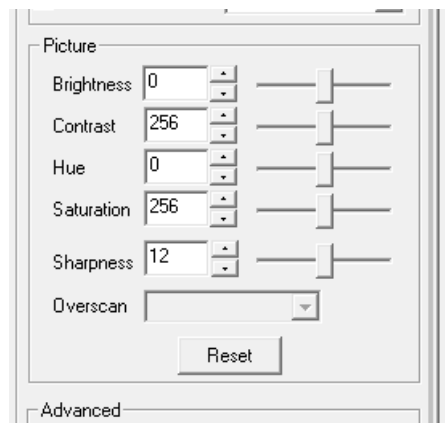 Picture
Brightness 0
Contrast 256
Hue 0
Saturation 256
Sharpness 12
Overscan
Reset
Advanced